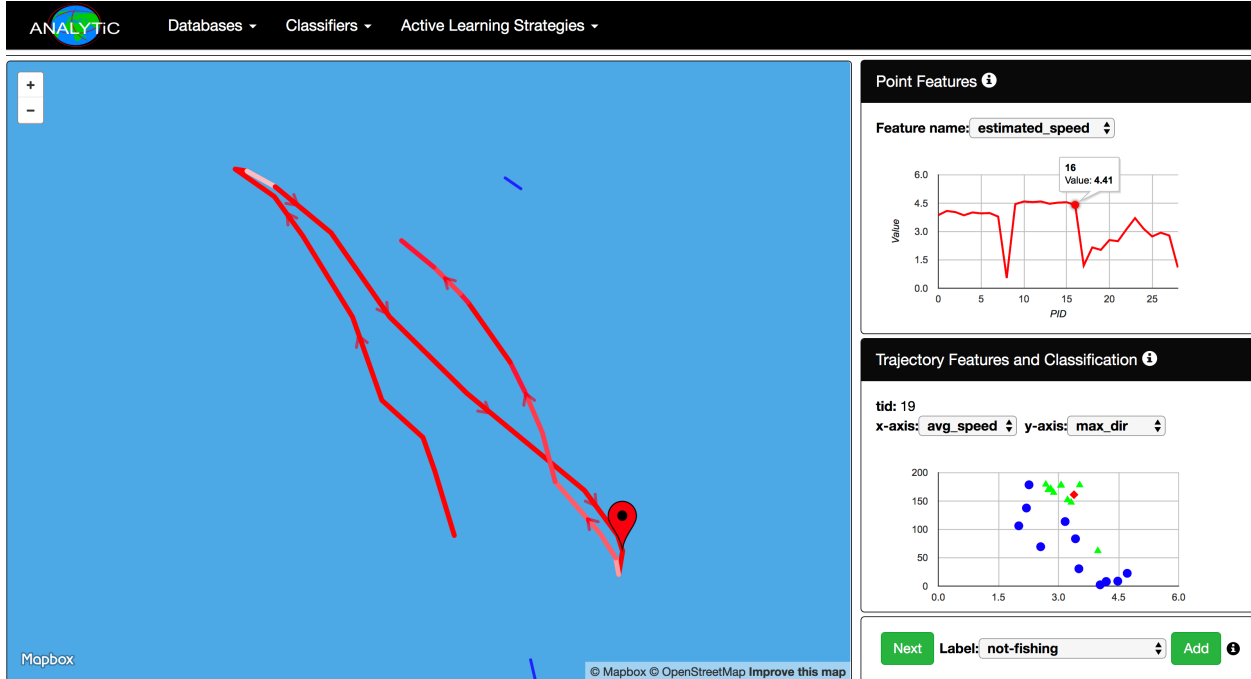 ANALYTiC Databases Classifiers Active Learning Strategies
+
−
Mapbox
© Mapbox © OpenStreetMap Improve this map
Point Features i
Feature name: estimated_speed
16
Value: 4.41
6.0
4.5
3.0
1.5
0.0
Value
0 5 10 15 20 25
PID
Trajectory Features and Classification i
tid: 19
x-axis: avg_speed y-axis: max_dir
200
150
100
50
0
0.0 1.5 3.0 4.5 6.0
Next Label: not-fishing Add i